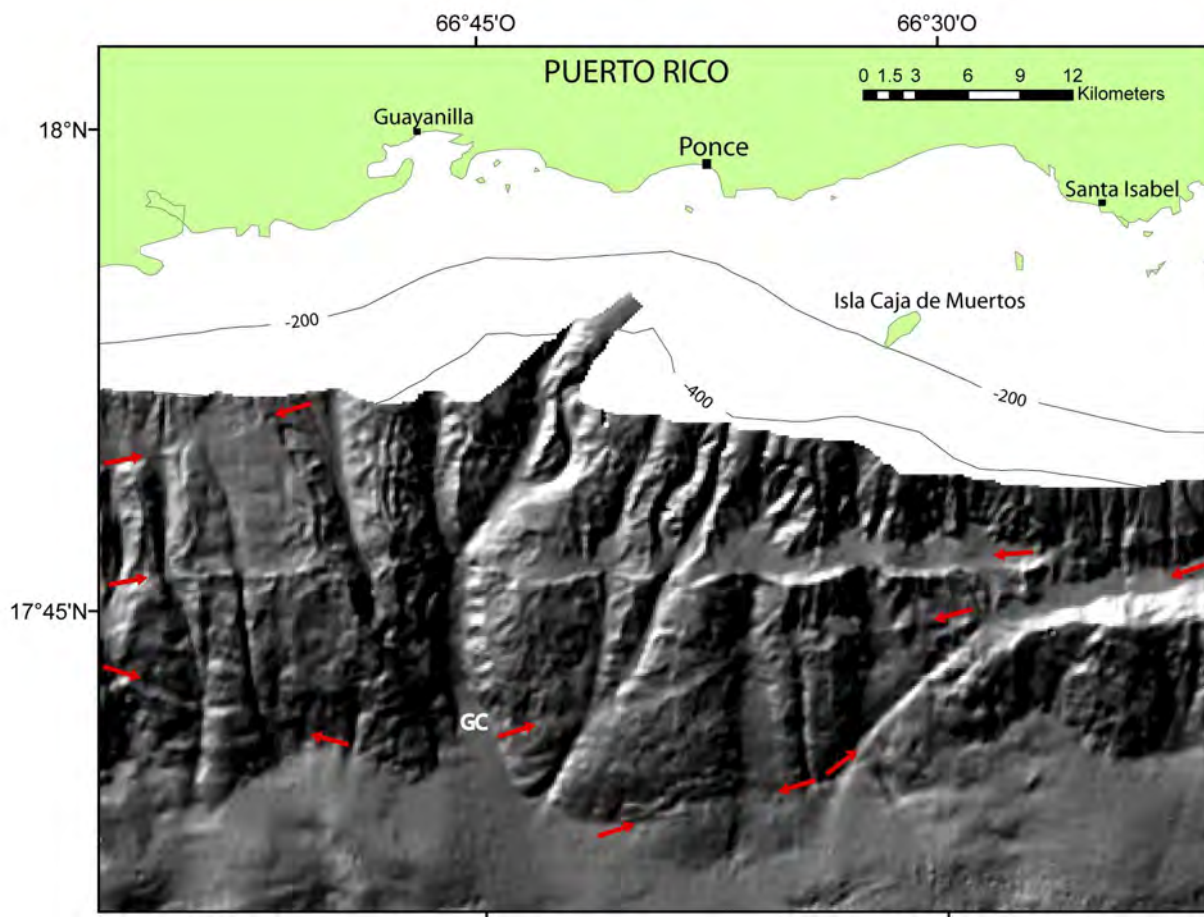 66°45'O
66°30'O
PUERTO RICO
0 1.5 3 6 9 12
Kilometers
Guayanilla
18°N
Ponce
Santa Isabel
Isla Caja de Muertos
-200
-400
-200
17°45'N
GC